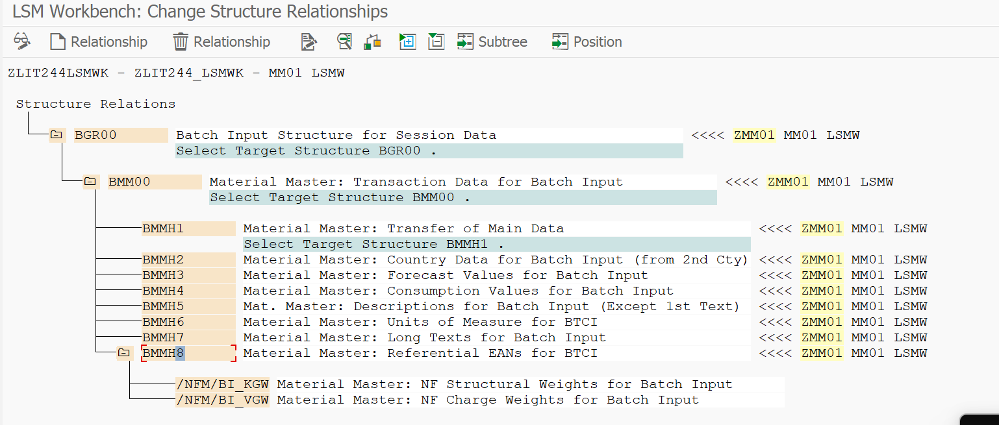 LSM Workbench: Change Structure Relationships
Relationship Relationship Subtree Position
ZLIT244LSMWK - ZLIT244_LSMWK - MM01 LSMW
Structure Relations
BGR00 Batch Input Structure for Session Data <<<< ZMM01 MM01 LSMW
Select Target Structure BGR00 .
BMM00 Material Master: Transaction Data for Batch Input <<<< ZMM01 MM01 LSMW
Select Target Structure BMM00 .
BMMH1 Material Master: Transfer of Main Data <<<< ZMM01 MM01 LSMW
Select Target Structure BMMH1 .
BMMH2 Material Master: Country Data for Batch Input (from 2nd Cty) <<<< ZMM01 MM01 LSMW
BMMH3 Material Master: Forecast Values for Batch Input <<<< ZMM01 MM01 LSMW
BMMH4 Material Master: Consumption Values for Batch Input <<<< ZMM01 MM01 LSMW
BMMH5 Mat. Master: Descriptions for Batch Input (Except 1st Text) <<<< ZMM01 MM01 LSMW
BMMH6 Material Master: Units of Measure for BTCI <<<< ZMM01 MM01 LSMW
BMMH7 Material Master: Long Texts for Batch Input <<<< ZMM01 MM01 LSMW
BMMH8 Material Master: Referential EANs for BTCI <<<< ZMM01 MM01 LSMW
/NFM/BI_KGW Material Master: NF Structural Weights for Batch Input
/NFM/BI_VGW Material Master: NF Charge Weights for Batch Input